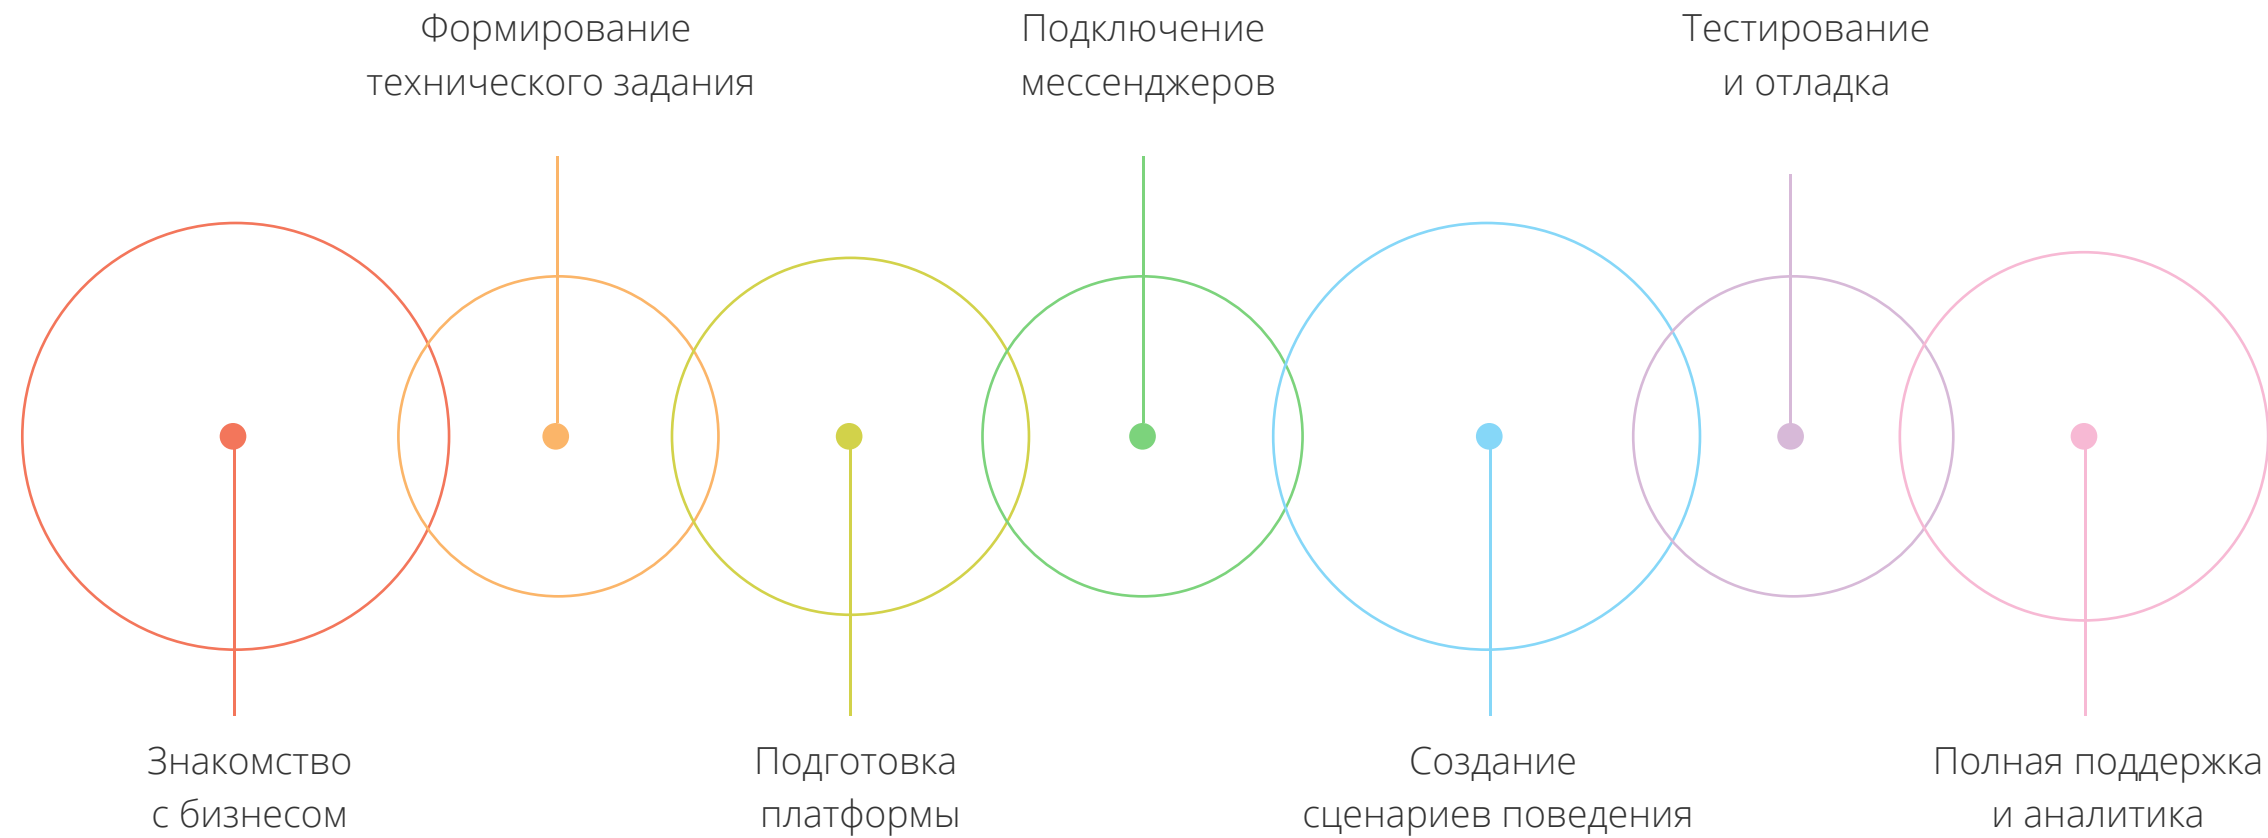 Формирование
технического задания
Подключение
мессенджеров
Тестирование
и отладка
Знакомство
с бизнесом
Подготовка
платформы
Создание
сценариев поведения
Полная поддержка
и аналитика